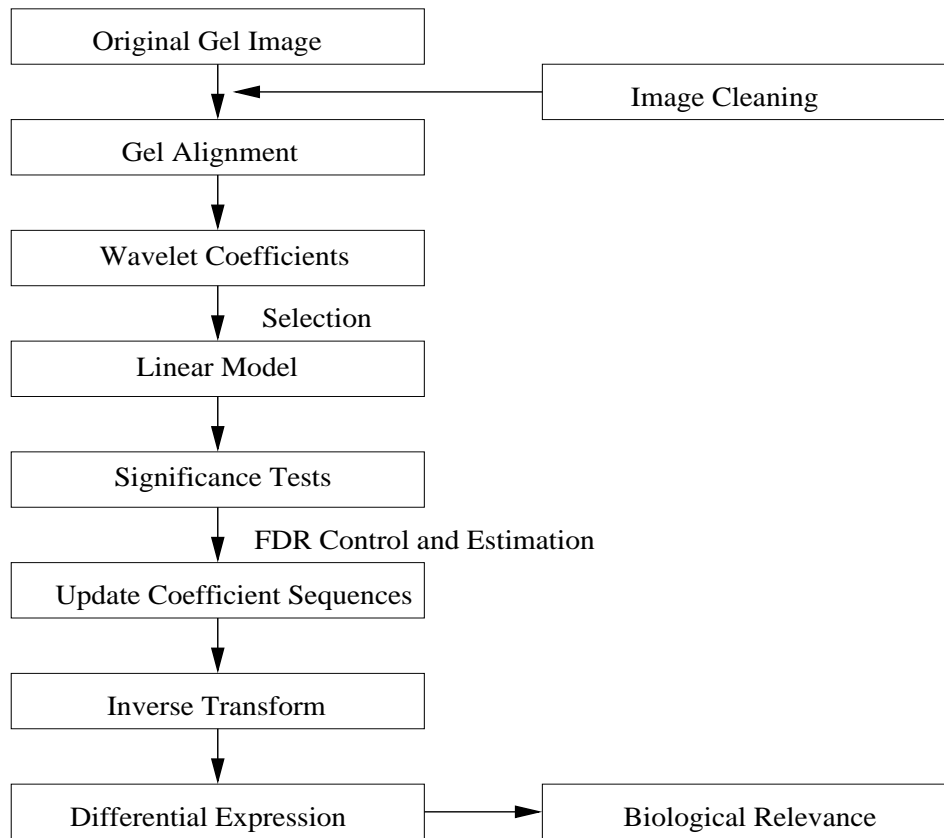 Original Gel Image
Image Cleaning
Gel Alignment
Wavelet Coefficients
Selection
Linear Model
Significance Tests
FDR Control and Estimation
Update Coefficient Sequences
Inverse Transform
Differential Expression
Biological Relevance